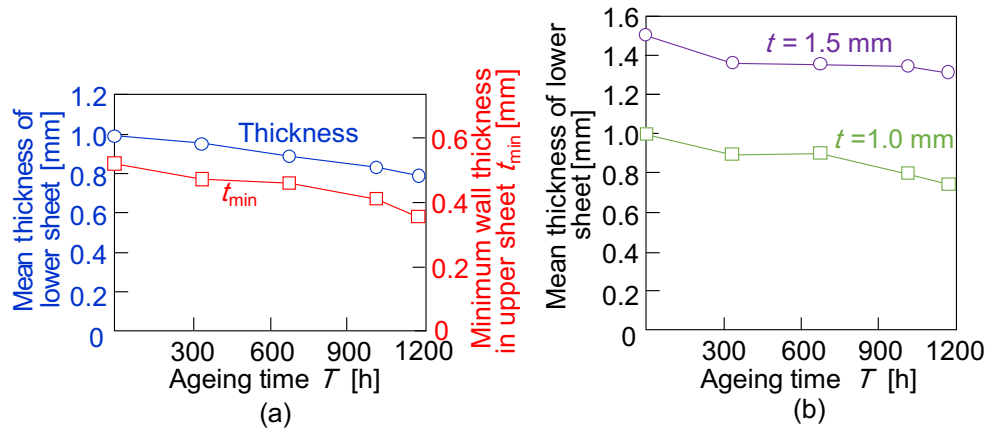 Mean thickness of
lower sheet [mm]
1.2
1.0
0.8
0.6
0.4
0.2
0
Thickness
t min
0.6
0.4
0.2
0
Minimum wall thickness
in upper sheet t min [mm]
300 600 900 1200
Ageing time T [h]
(a)
Mean thickness of lower
sheet [mm]
1.6
1.4
1.2
1.0
0.8
0.6
0.4
0.2
0
t = 1.5 mm
t =1.0 mm
300 600 900 1200
Ageing time T [h]
(b)